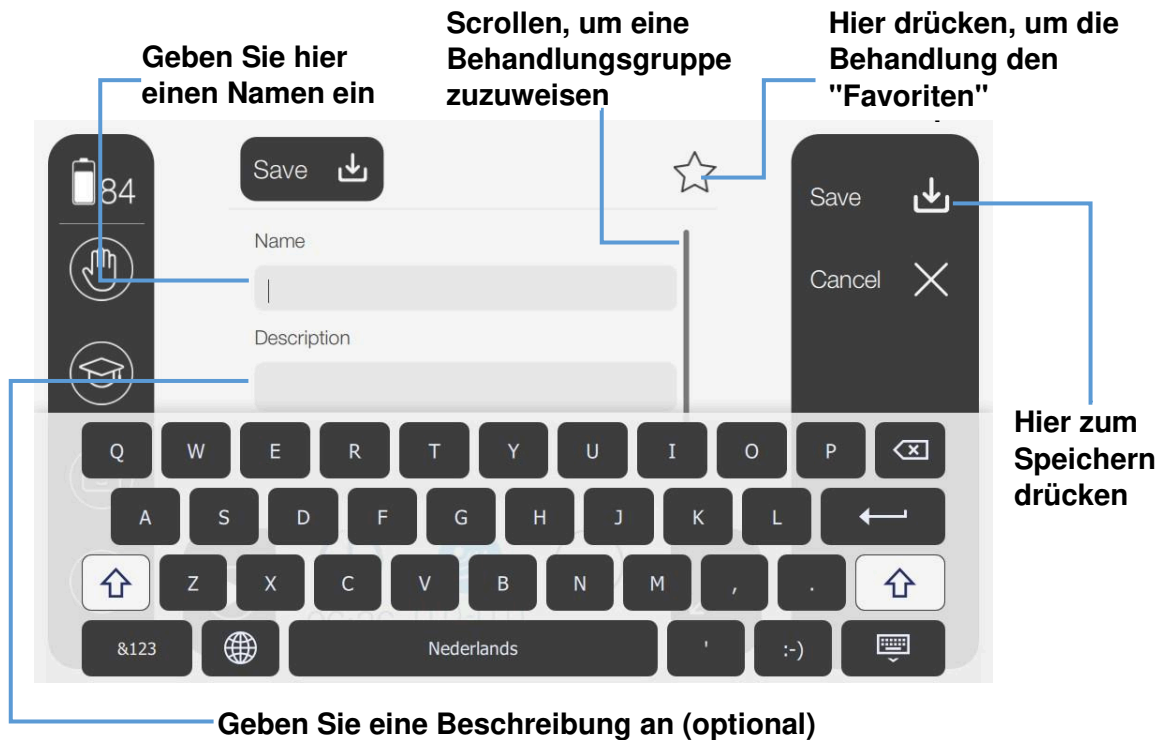 Geben Sie hier
einen Namen ein
Scrollen, um eine
Behandlungsgruppe
zuzuweisen
Hier drücken, um die
Behandlung den
"Favoriten"
84
Save
Save
Name
Cancel
Description
Hier zum
Speichern
drücken
Q W E R T Y U I O P
A S D F G H J K L
Z X C V B N M , .
&123 Nederlands ' :-)
Geben Sie eine Beschreibung an (optional)